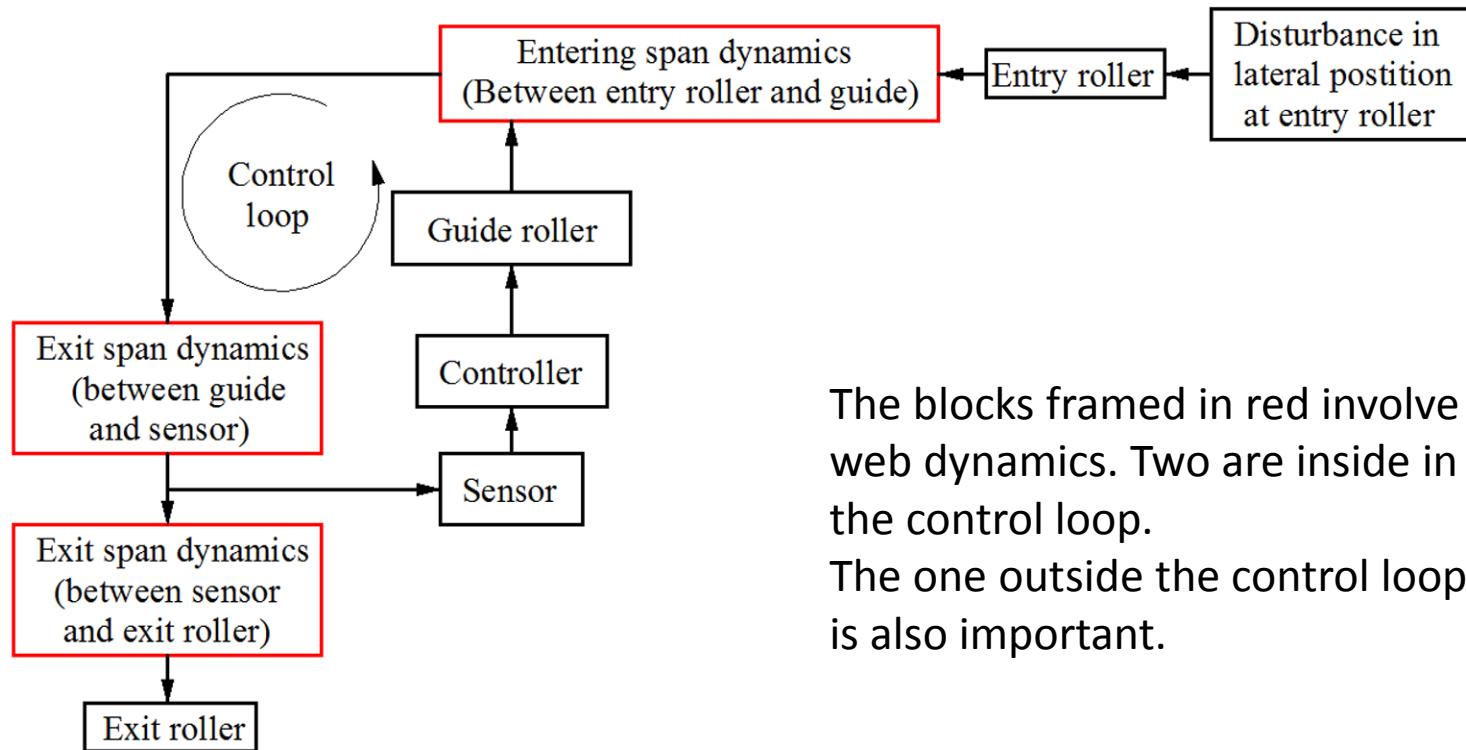 Entering span dynamics
(Between entry roller and guide)
Entry roller
Disturbance in
lateral postition
at entry roller
Control
loop
Guide roller
Exit span dynamics
(between guide
and sensor)
Controller
Sensor
Exit span dynamics
(between sensor
and exit roller)
Exit roller
The blocks framed in red involve
web dynamics. Two are inside in
the control loop.
The one outside the control loop
is also important.